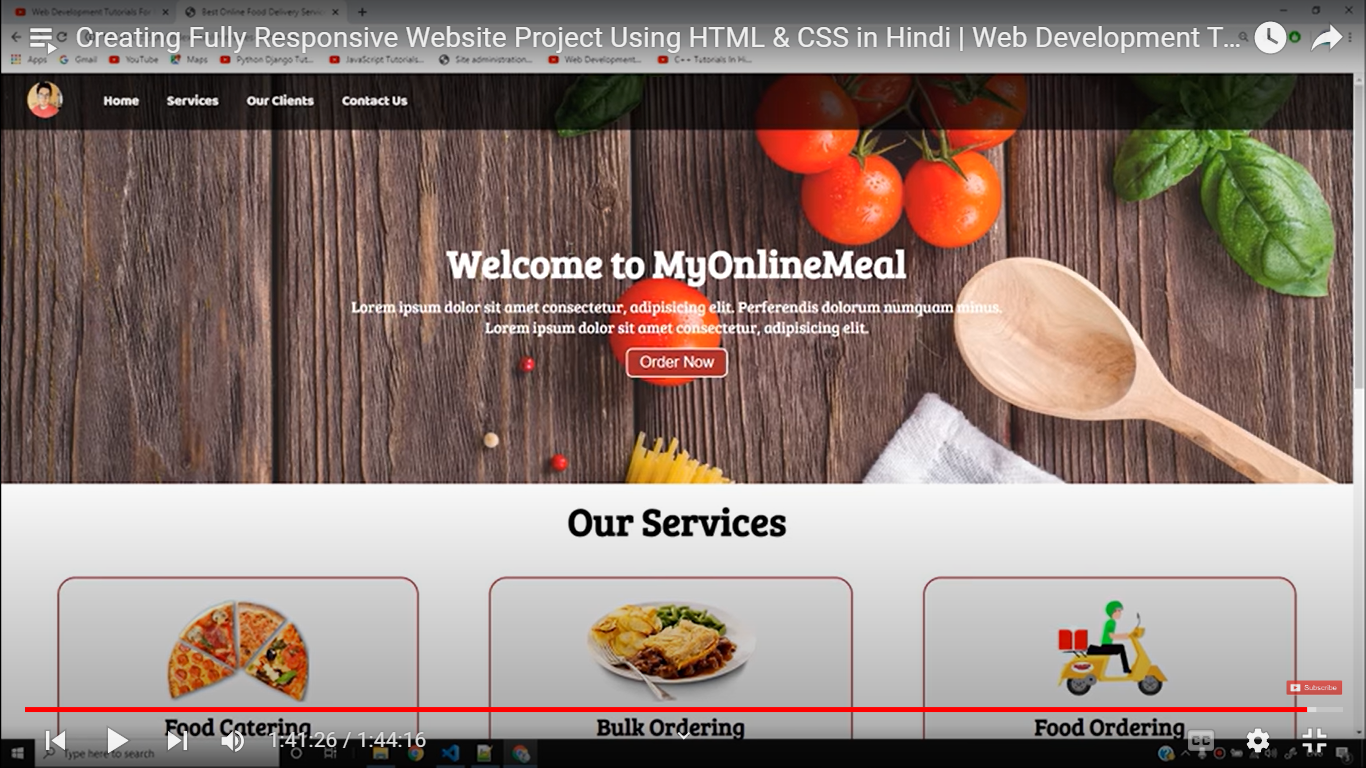 Web Development Tutorials For
Best Online Food Delivery Servic
Creating Fully Responsive Website Project Using HTML & CSS in Hindi | Web Development T...
Apps Gmail YouTube Maps Python Django Tut... JavaScript Tutorials... Site administration... Web Development... C++ Tutorials In Hi...
Home Services Our Clients Contact Us
Welcome to MyOnlineMeal
Lorem ipsum dolor sit amet consectetur, adipisicing elit. Perferendis dolorum numquam minus.
Lorem ipsum dolor sit amet consectetur, adipisicing elit.
Order Now
Our Services
Subscribe
Food Catering Bulk Ordering Food Ordering
1:41:26 / 1:44:16
CC
Type here to search